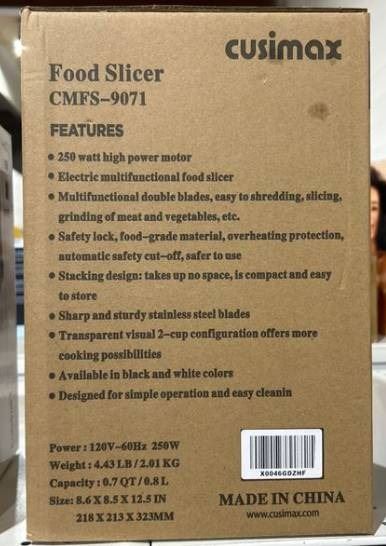 cusimax
Food Slicer
CMFS-9071
FEATURES
• 250 watt high power motor
• Electric multifunctional food slicer
• Multifunctional double blades, easy to shredding, slicing,
grinding of meat and vegetables, etc.
• Safety lock, food-grade material, overheating protection,
automatic safety cut-off, safer to use
• Stacking design: takes up no space, is compact and easy
to store
• Sharp and sturdy stainless steel blades
• Transparent visual 2-cup configuration offers more
cooking possibilities
• Available in black and white colors
• Designed for simple operation and easy cleanin
Power: 120V-60Hz 250W
Weight: 4.43 LB / 2.01 KG
Capacity: 0.7 QT / 0.8 L
Size: 8.6 X 8.5 X 12.5 IN
218 X 213 X 323MM
X0046GDZHF
MADE IN CHINA
www.cusimax.com